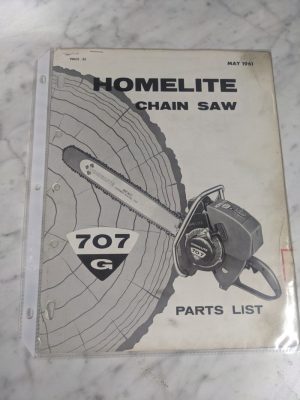 MAY 1961
HOMELITE
CHAIN SAW
707
G
PARTS LIST